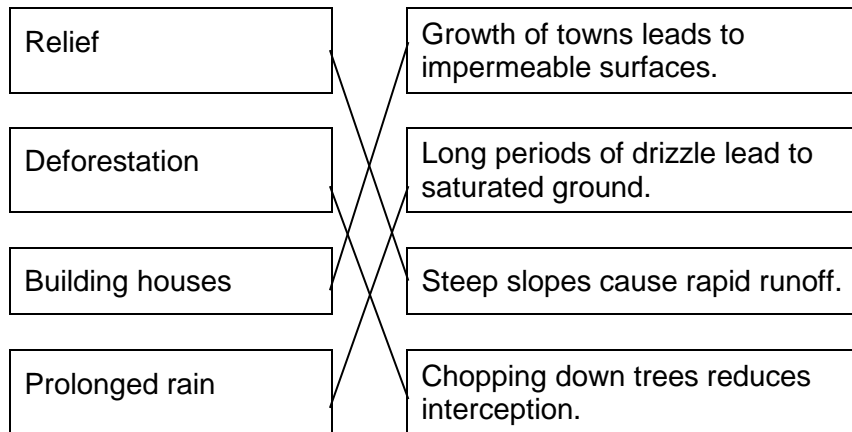 Relief
Growth of towns leads to
impermeable surfaces.
Deforestation
Long periods of drizzle lead to
saturated ground.
Building houses
Steep slopes cause rapid runoff.
Prolonged rain
Chopping down trees reduces
interception.